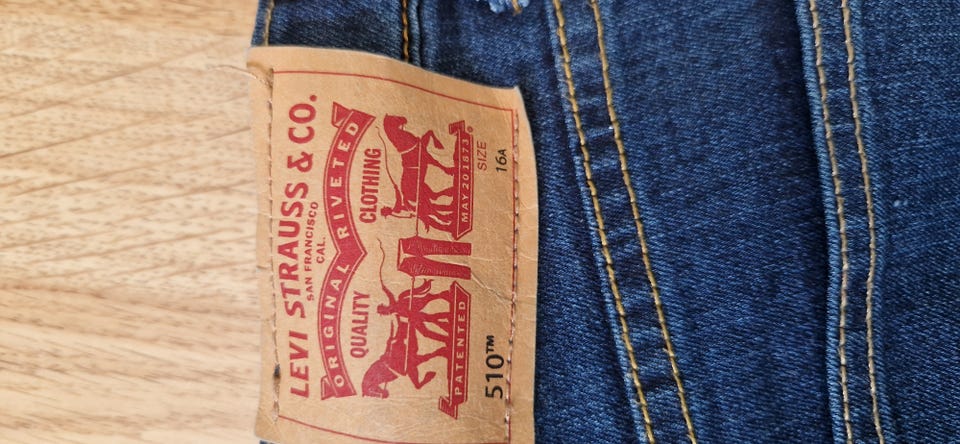 LEVI STRAUSS & CO.
SAN FRANCISCO
CAL.
ORIGINAL RIVETED
QUALITY CLOTHING
PATENTED MAY 20 1873 ®
SIZE
510™ 16A